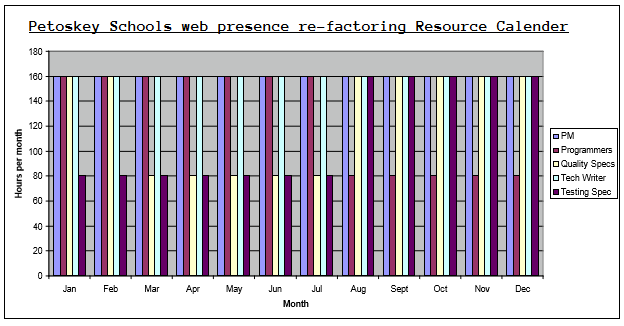 Petoskey Schools web presence re-factoring Resource Calender
180
160
140
120
100
80
60
40
20
0
Hours per month
Jan Feb Mar Apr May Jun Jul Aug Sept Oct Nov Dec
Month
PM
Programmers
Quality Specs
Tech Writer
Testing Spec